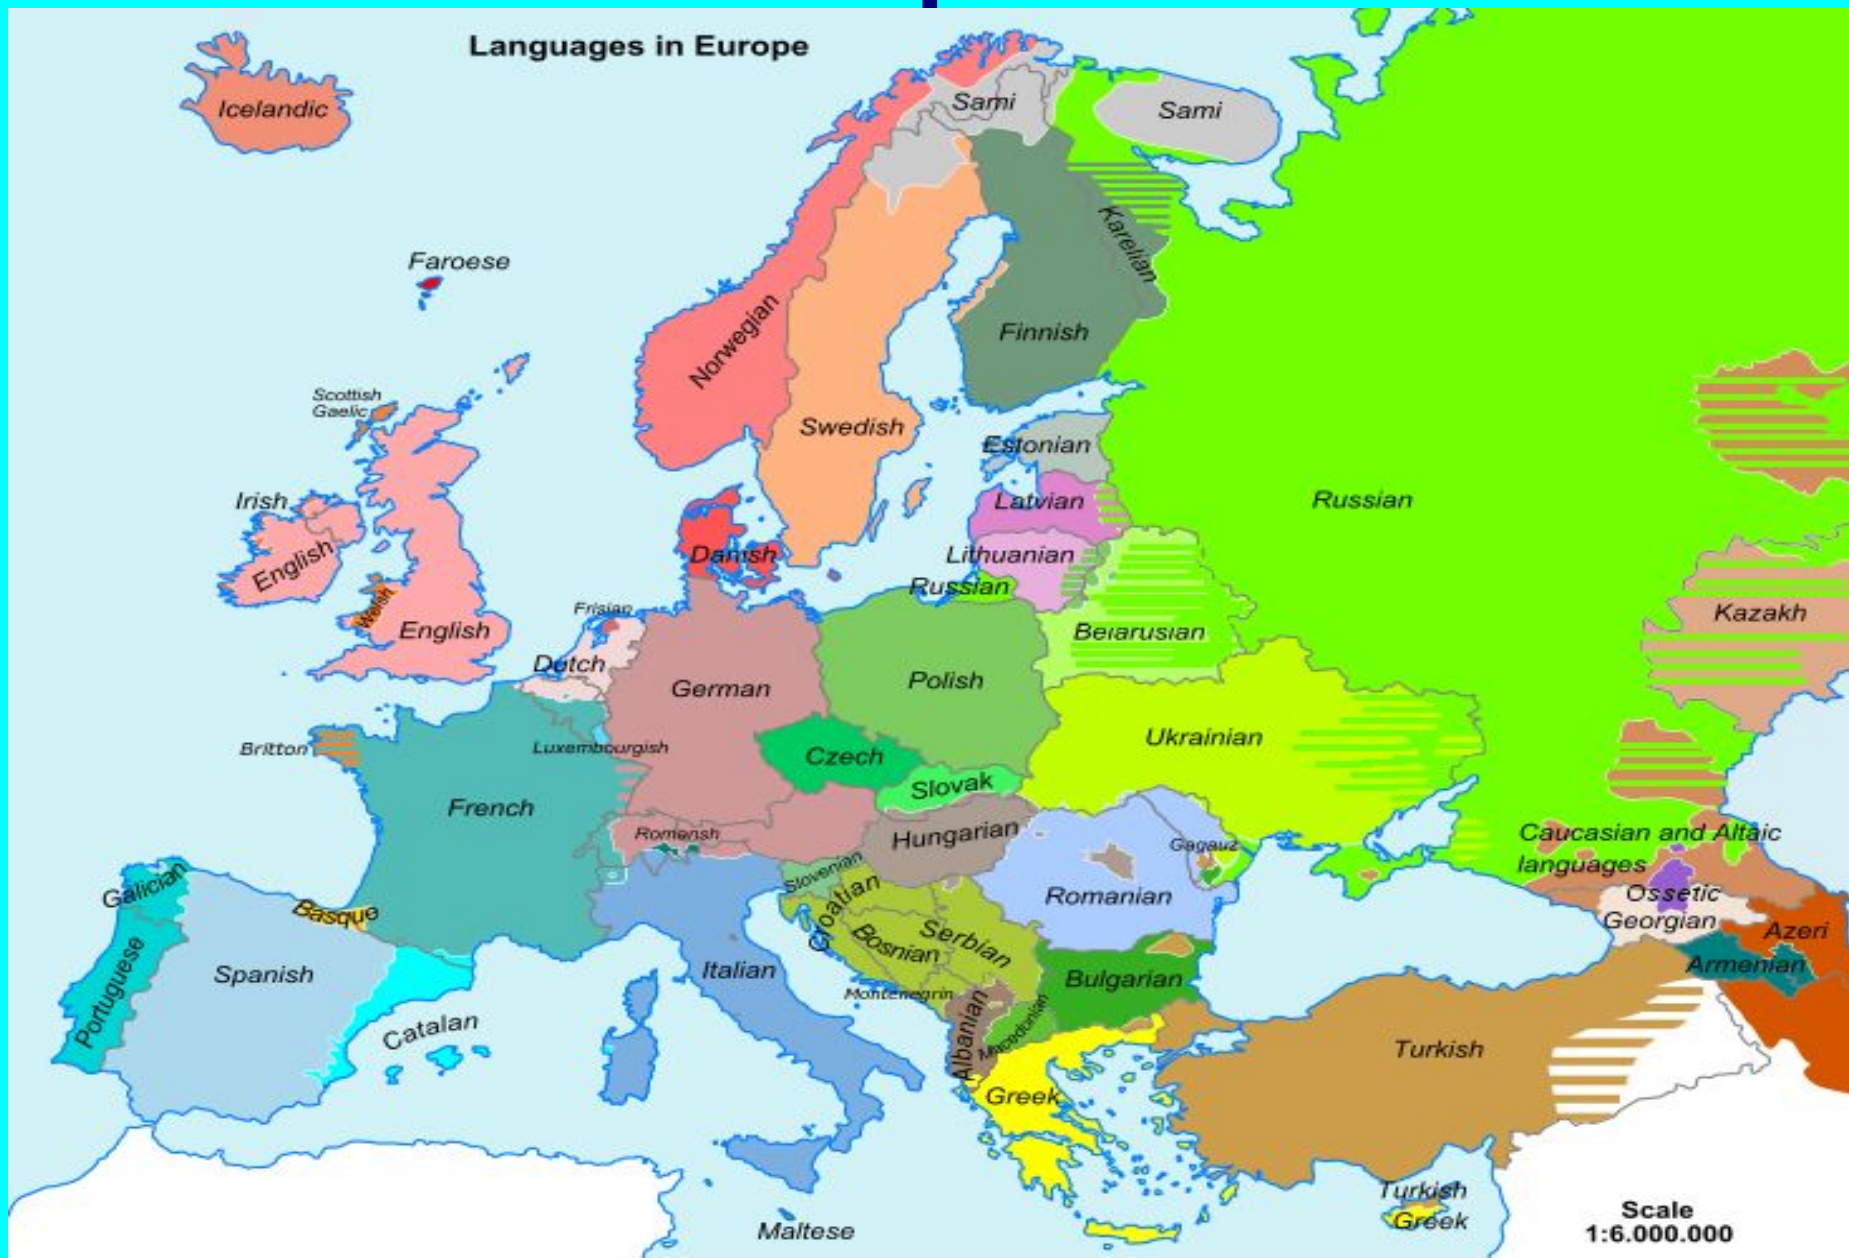 Languages in Europe
Icelandic
Sami
Sami
Karelian
Faroese
Norwegian
Finnish
Scottish
Gaelic
Swedish
Estonian
Irish
Latvian
Russian
English
Danish
Lithuanian
Russian
Welsh
English
Frisian
Kazakh
Belarusian
Dutch
German
Polish
Britton
Luxembourgish
Czech
Ukrainian
Slovak
French
Romansh
Hungarian
Gagauz
Caucasian and Altaic
languages
Galician
Slovenian
Croatian
Romanian
Ossetic
Basque
Georgian
Azeri
Serbian
Bosnian
Portuguese
Spanish
Italian
Bulgarian
Armenian
Montenegrin
Catalan
Albanian
Macedonian
Turkish
Greek
Turkish
Greek
Maltese
Scale
1:6.000.000